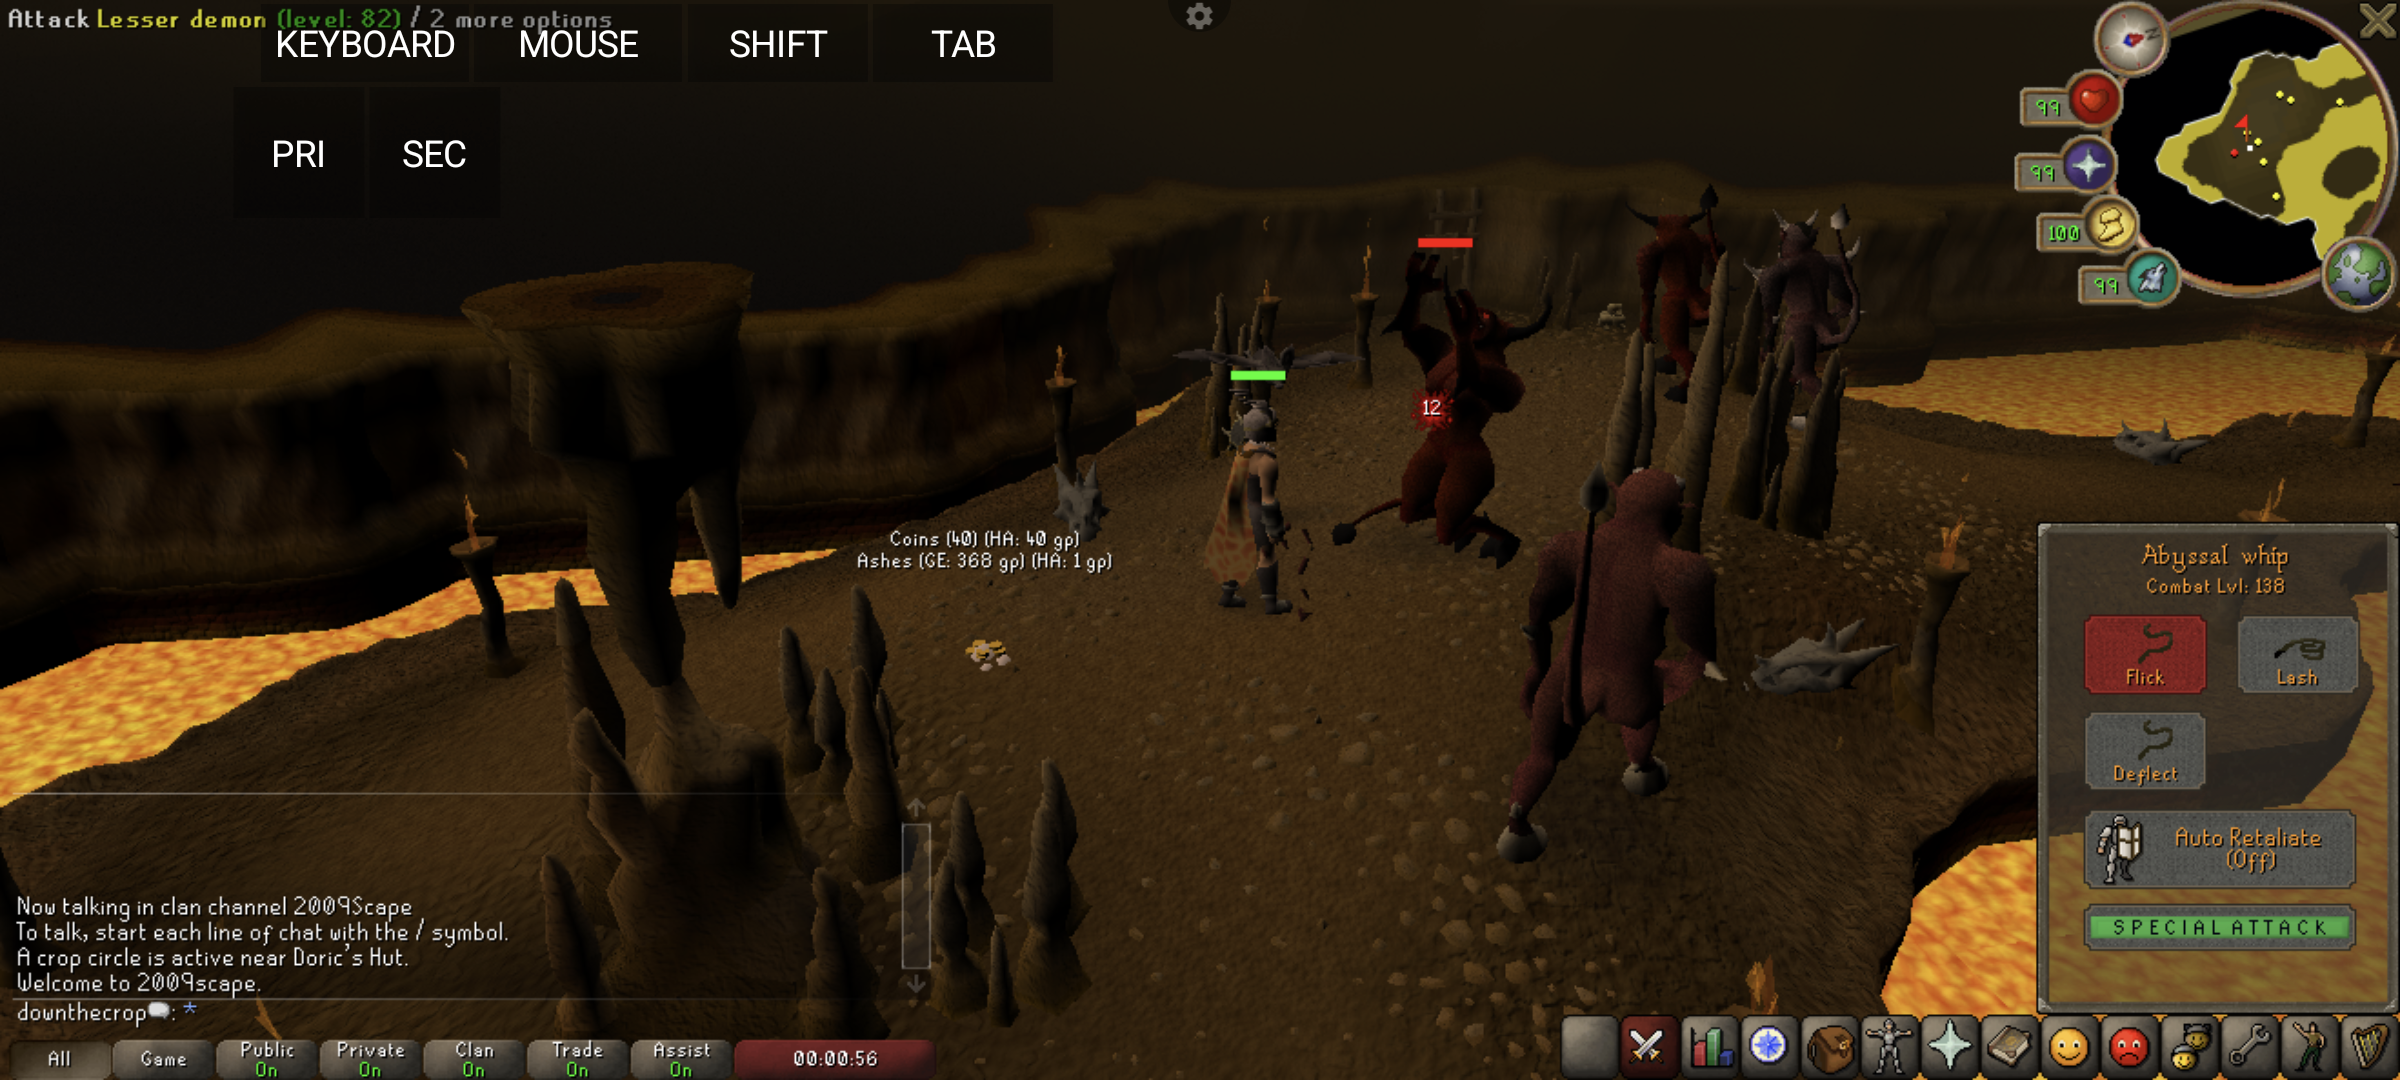 Attack Lesser demon (level: 82) / 2 more options
KEYBOARD MOUSE SHIFT TAB
PRI SEC
99
99
100
99
12
Coins (40) (HA: 40 gp)
Ashes (GE: 368 gp) (HA: 1 gp)
Abyssal whip
Combat Lvl: 138
Flick Lash
Deflect
Auto Retaliate
(Off)
SPECIAL ATTACK
Now talking in clan channel 2009Scape
To talk, start each line of chat with the / symbol.
A crop circle is active near Doric's Hut.
Welcome to 2009scape.
downthecrop: *
All Game Public On Private On Clan On Trade On Assist On 00:00:56